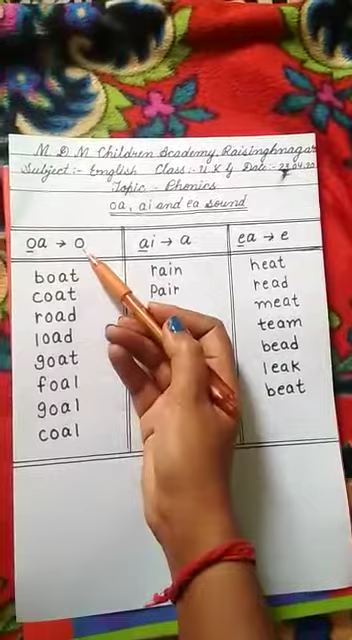 M D M Children Academy, Raisinghnagar
Subject:- English Class:- U K G Date:- 23.04.20
Topic - Phonics
oa, ai and ea sound
oa → o ai → a ea → e
boat rain heat
coat pair read
road meat
load team
goat bead
foal leak
goal beat
coal